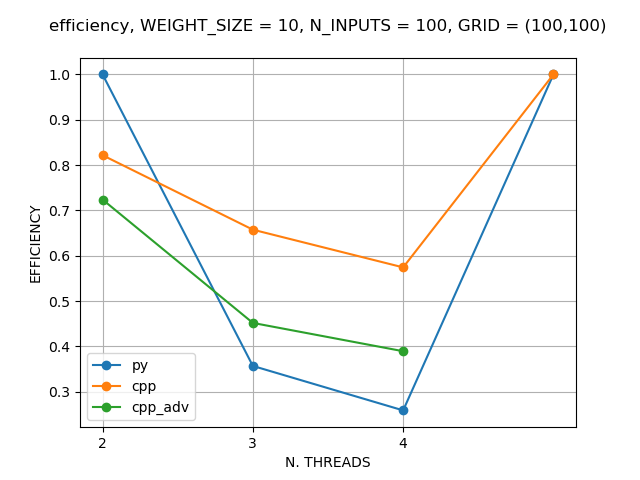 efficiency, WEIGHT_SIZE = 10, N_INPUTS = 100, GRID = (100,100)
1.0
0.9
0.8
0.7
0.6
0.5
0.4
0.3
EFFICIENCY
py
cpp
cpp_adv
2 3 4
N. THREADS